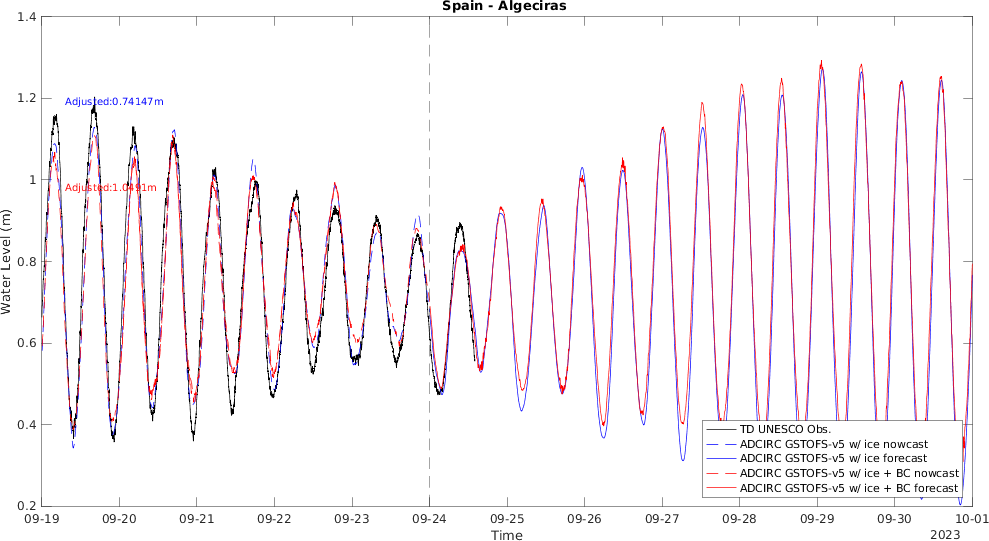 Spain - Algeciras
1.4
1.2
1
0.8
0.6
0.4
0.2
Water Level (m)
Adjusted:0.74147m
Adjusted:1.0491m
TD UNESCO Obs.
ADCIRC GSTOFS-v5 w/ ice nowcast
ADCIRC GSTOFS-v5 w/ ice forecast
ADCIRC GSTOFS-v5 w/ ice + BC nowcast
ADCIRC GSTOFS-v5 w/ ice + BC forecast
09-19 09-20 09-21 09-22 09-23 09-24 09-25 09-26 09-27 09-28 09-29 09-30 10-01
Time
2023